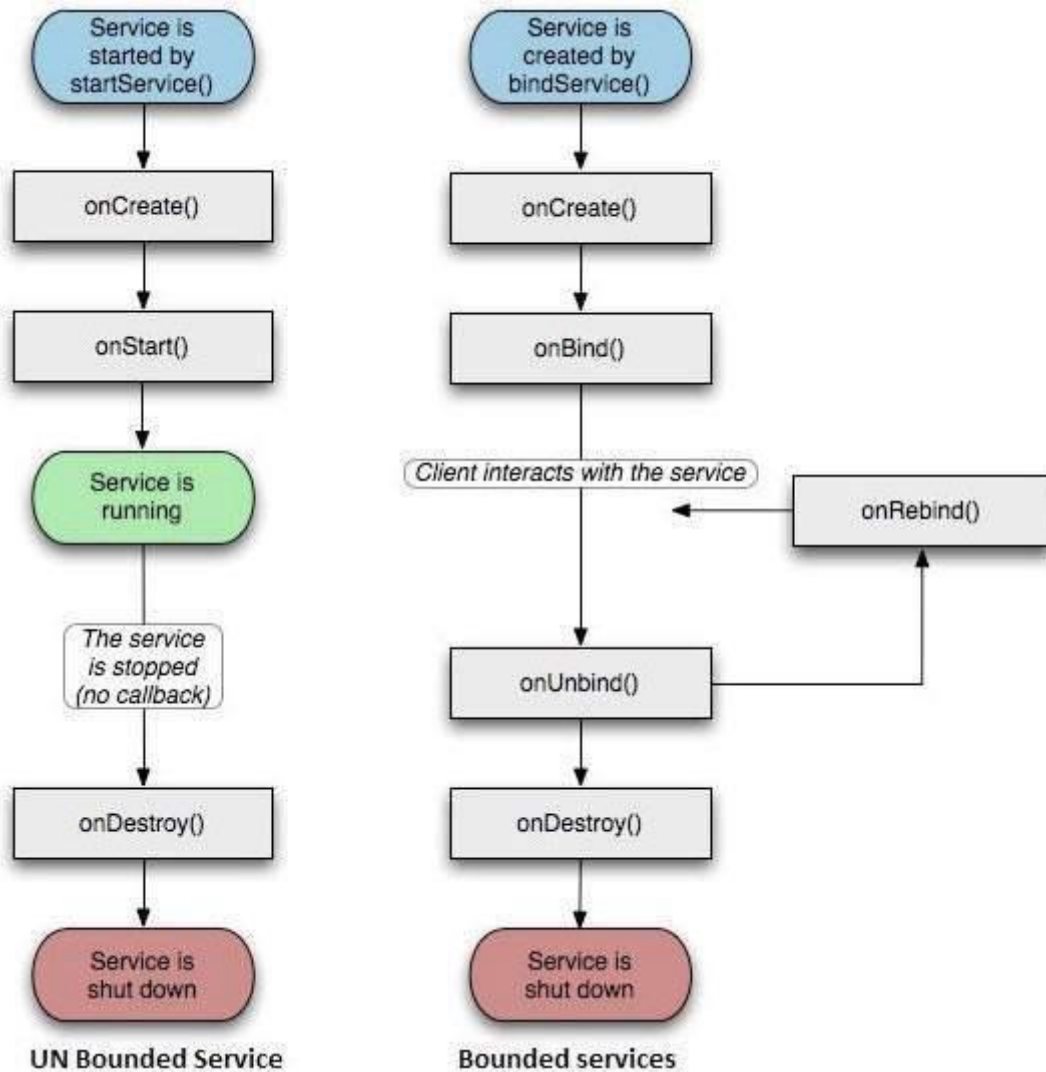 Service is
started by
startService()
onCreate()
onStart()
Service is
running
The service
is stopped
(no callback)
onDestroy()
Service is
shut down
UN Bounded Service
Service is
created by
bindService()
onCreate()
onBind()
Client interacts with the service
onRebind()
onUnbind()
onDestroy()
Service is
shut down
Bounded services